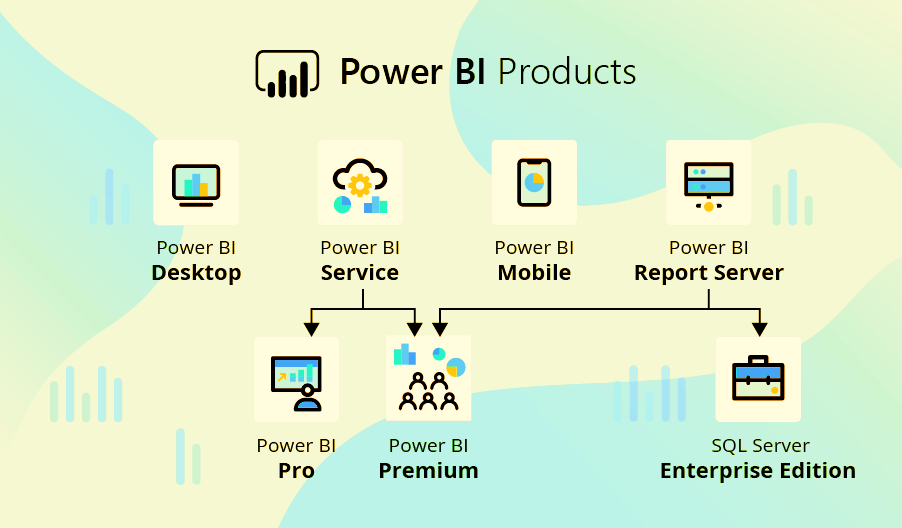 Power BI Products
Power BI
Desktop
Power BI
Service
Power BI
Mobile
Power BI
Report Server
Power BI
Pro
Power BI
Premium
SQL Server
Enterprise Edition